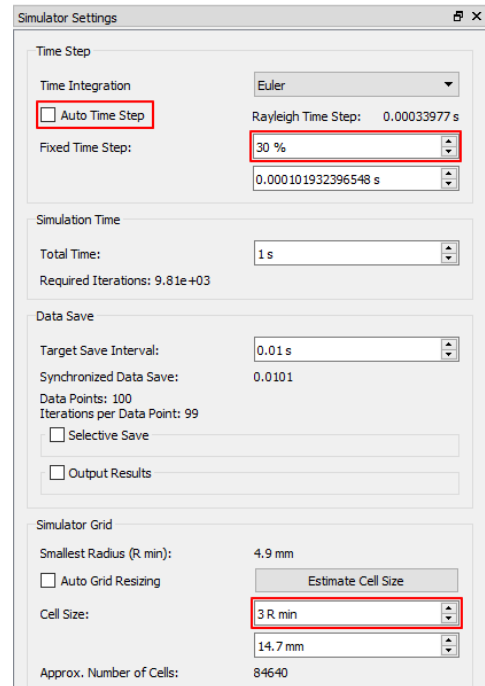 Simulator Settings
Time Step
Time Integration Euler
Auto Time Step Rayleigh Time Step: 0.00033977 s
Fixed Time Step: 30 %
0.000101932396548 s
Simulation Time
Total Time: 1 s
Required Iterations: 9.81e+03
Data Save
Target Save Interval: 0.01 s
Synchronized Data Save: 0.0101
Data Points: 100
Iterations per Data Point: 99
Selective Save
Output Results
Simulator Grid
Smallest Radius (R min): 4.9 mm
Auto Grid Resizing Estimate Cell Size
Cell Size: 3 R min
14.7 mm
Approx. Number of Cells: 84640